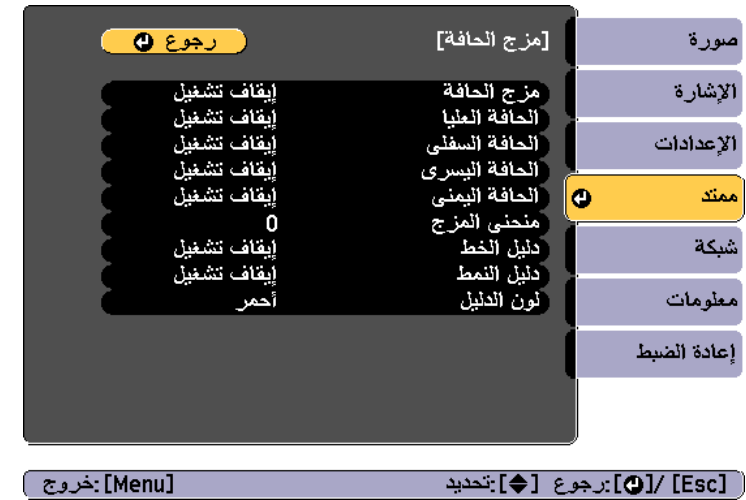 [مزج الحافة]
رجوع
مزج الحافة إيقاف تشغيل
الحافة العليا إيقاف تشغيل
الحافة السفلى إيقاف تشغيل
الحافة اليسرى إيقاف تشغيل
الحافة اليمنى إيقاف تشغيل
منحنى المزج 0
دليل الخط إيقاف تشغيل
دليل النمط إيقاف تشغيل
لون الدليل أحمر
صورة
الإشارة
الإعدادات
ممتد
شبكة
معلومات
إعادة الضبط
[Esc] /[]:رجوع []:تحديد [Menu]:خروج